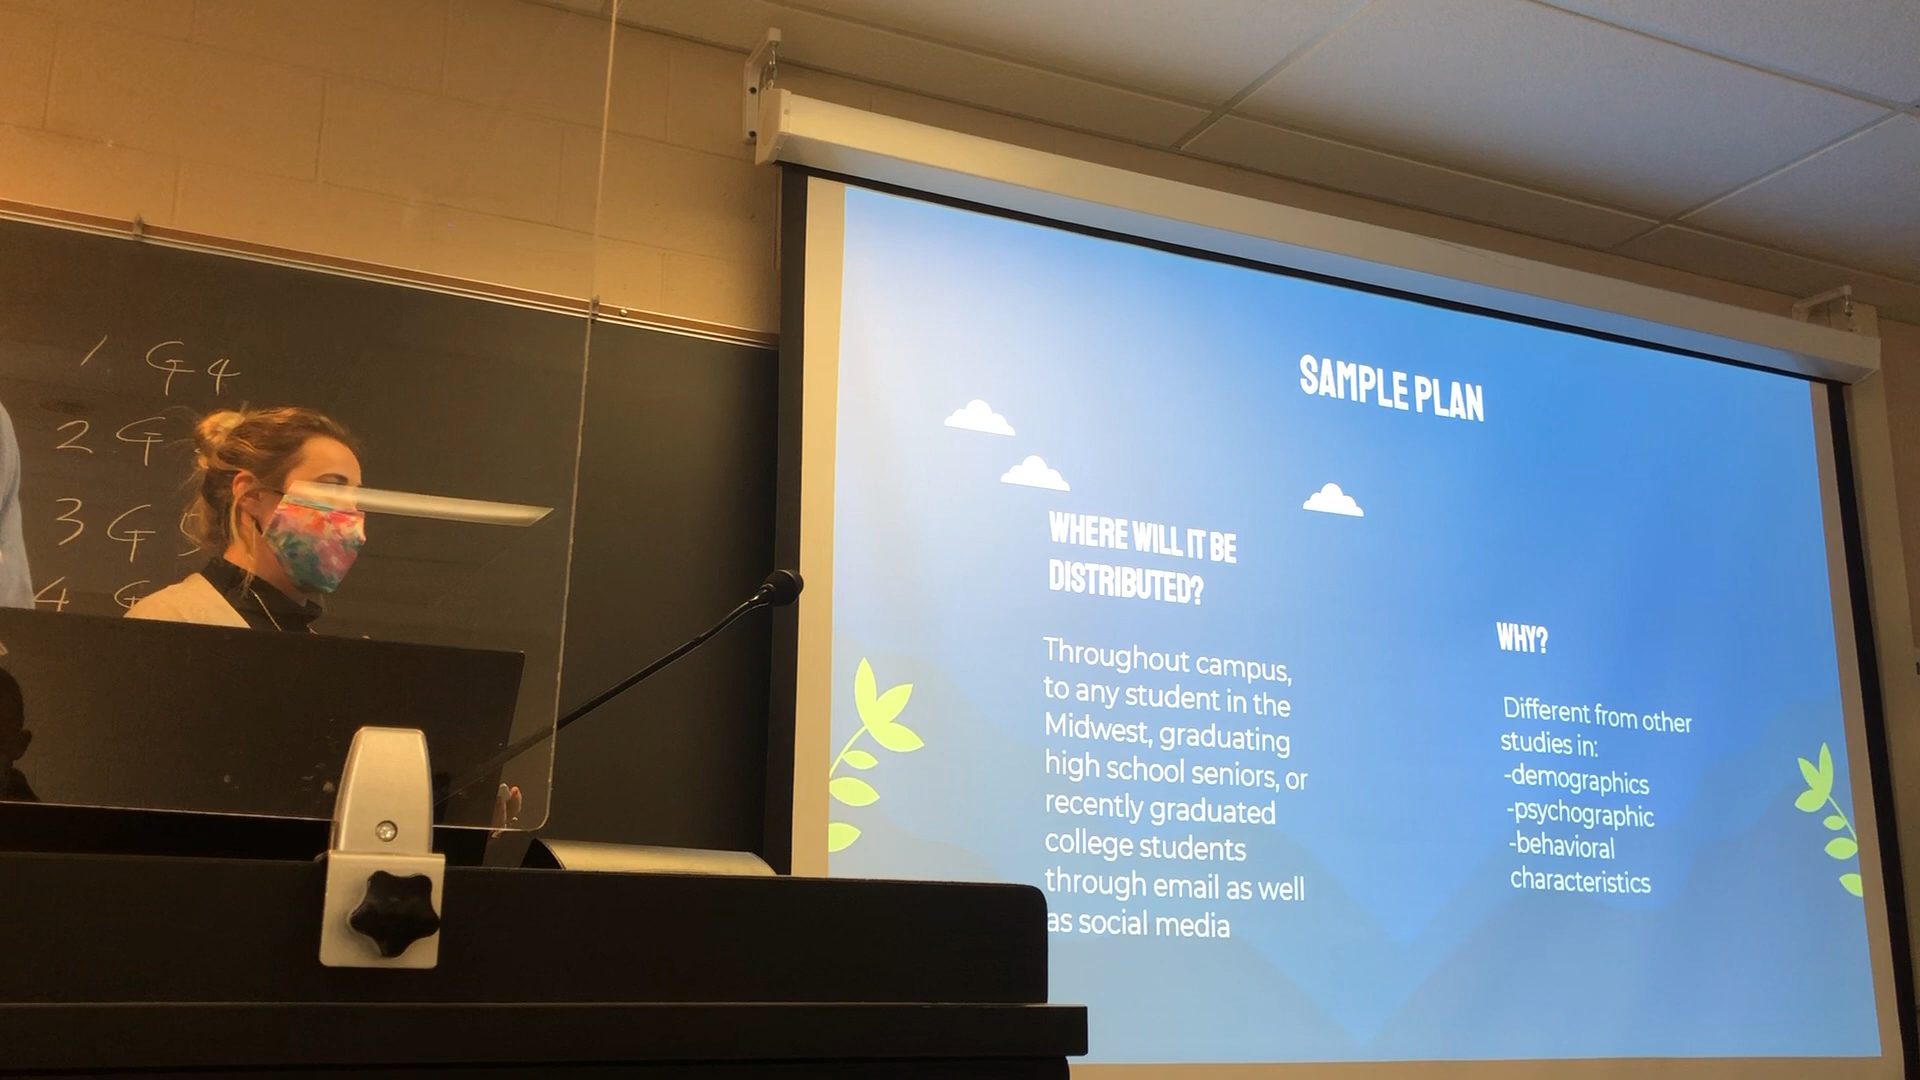 1 G4
2 G
3 G5
4 G
SAMPLE PLAN
WHERE WILL IT BE
DISTRIBUTED?
Throughout campus,
to any student in the
Midwest, graduating
high school seniors, or
recently graduated
college students
through email as well
as social media
WHY?
Different from other
studies in:
-demographics
-psychographic
-behavioral
characteristics